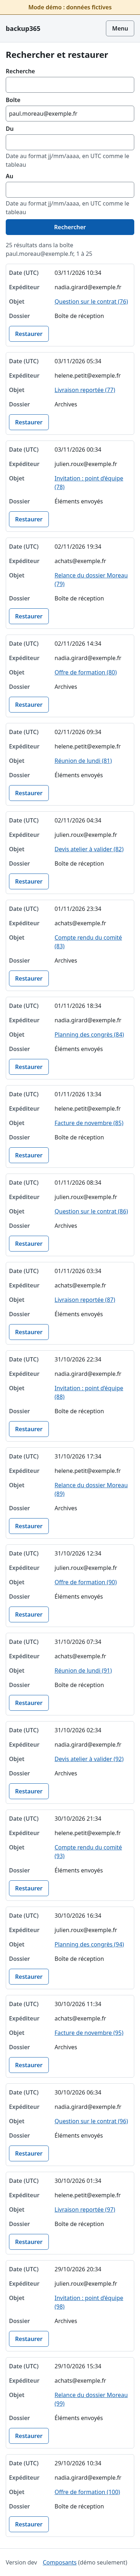 Mode démo : données fictives
backup365
Menu
Rechercher et restaurer
Recherche
Boîte
paul.moreau@exemple.fr
Du
Date au format jj/mm/aaaa, en UTC comme le
tableau
Au
Date au format jj/mm/aaaa, en UTC comme le
tableau
Rechercher
25 résultats dans la boîte
paul.moreau@exemple.fr, 1 à 25
Date (UTC) 03/11/2026 10:34
Expéditeur nadia.girard@exemple.fr
Objet Question sur le contrat (76)
Dossier Boîte de réception
Restaurer
Date (UTC) 03/11/2026 05:34
Expéditeur helene.petit@exemple.fr
Objet Livraison reportée (77)
Dossier Archives
Restaurer
Date (UTC) 03/11/2026 00:34
Expéditeur julien.roux@exemple.fr
Objet Invitation : point d'équipe
(78)
Dossier Éléments envoyés
Restaurer
Date (UTC) 02/11/2026 19:34
Expéditeur achats@exemple.fr
Objet Relance du dossier Moreau
(79)
Dossier Boîte de réception
Restaurer
Date (UTC) 02/11/2026 14:34
Expéditeur nadia.girard@exemple.fr
Objet Offre de formation (80)
Dossier Archives
Restaurer
Date (UTC) 02/11/2026 09:34
Expéditeur helene.petit@exemple.fr
Objet Réunion de lundi (81)
Dossier Éléments envoyés
Restaurer
Date (UTC) 02/11/2026 04:34
Expéditeur julien.roux@exemple.fr
Objet Devis atelier à valider (82)
Dossier Boîte de réception
Restaurer
Date (UTC) 01/11/2026 23:34
Expéditeur achats@exemple.fr
Objet Compte rendu du comité
(83)
Dossier Archives
Restaurer
Date (UTC) 01/11/2026 18:34
Expéditeur nadia.girard@exemple.fr
Objet Planning des congrès (84)
Dossier Éléments envoyés
Restaurer
Date (UTC) 01/11/2026 13:34
Expéditeur helene.petit@exemple.fr
Objet Facture de novembre (85)
Dossier Boîte de réception
Restaurer
Date (UTC) 01/11/2026 08:34
Expéditeur julien.roux@exemple.fr
Objet Question sur le contrat (86)
Dossier Archives
Restaurer
Date (UTC) 01/11/2026 03:34
Expéditeur achats@exemple.fr
Objet Livraison reportée (87)
Dossier Éléments envoyés
Restaurer
Date (UTC) 31/10/2026 22:34
Expéditeur nadia.girard@exemple.fr
Objet Invitation : point d'équipe
(88)
Dossier Boîte de réception
Restaurer
Date (UTC) 31/10/2026 17:34
Expéditeur helene.petit@exemple.fr
Objet Relance du dossier Moreau
(89)
Dossier Archives
Restaurer
Date (UTC) 31/10/2026 12:34
Expéditeur julien.roux@exemple.fr
Objet Offre de formation (90)
Dossier Éléments envoyés
Restaurer
Date (UTC) 31/10/2026 07:34
Expéditeur achats@exemple.fr
Objet Réunion de lundi (91)
Dossier Boîte de réception
Restaurer
Date (UTC) 31/10/2026 02:34
Expéditeur nadia.girard@exemple.fr
Objet Devis atelier à valider (92)
Dossier Archives
Restaurer
Date (UTC) 30/10/2026 21:34
Expéditeur helene.petit@exemple.fr
Objet Compte rendu du comité
(93)
Dossier Éléments envoyés
Restaurer
Date (UTC) 30/10/2026 16:34
Expéditeur julien.roux@exemple.fr
Objet Planning des congrès (94)
Dossier Boîte de réception
Restaurer
Date (UTC) 30/10/2026 11:34
Expéditeur achats@exemple.fr
Objet Facture de novembre (95)
Dossier Archives
Restaurer
Date (UTC) 30/10/2026 06:34
Expéditeur nadia.girard@exemple.fr
Objet Question sur le contrat (96)
Dossier Éléments envoyés
Restaurer
Date (UTC) 30/10/2026 01:34
Expéditeur helene.petit@exemple.fr
Objet Livraison reportée (97)
Dossier Boîte de réception
Restaurer
Date (UTC) 29/10/2026 20:34
Expéditeur julien.roux@exemple.fr
Objet Invitation : point d'équipe
(98)
Dossier Archives
Restaurer
Date (UTC) 29/10/2026 15:34
Expéditeur achats@exemple.fr
Objet Relance du dossier Moreau
(99)
Dossier Éléments envoyés
Restaurer
Date (UTC) 29/10/2026 10:34
Expéditeur nadia.girard@exemple.fr
Objet Offre de formation (100)
Dossier Boîte de réception
Restaurer
Version dev Composants (démo seulement)